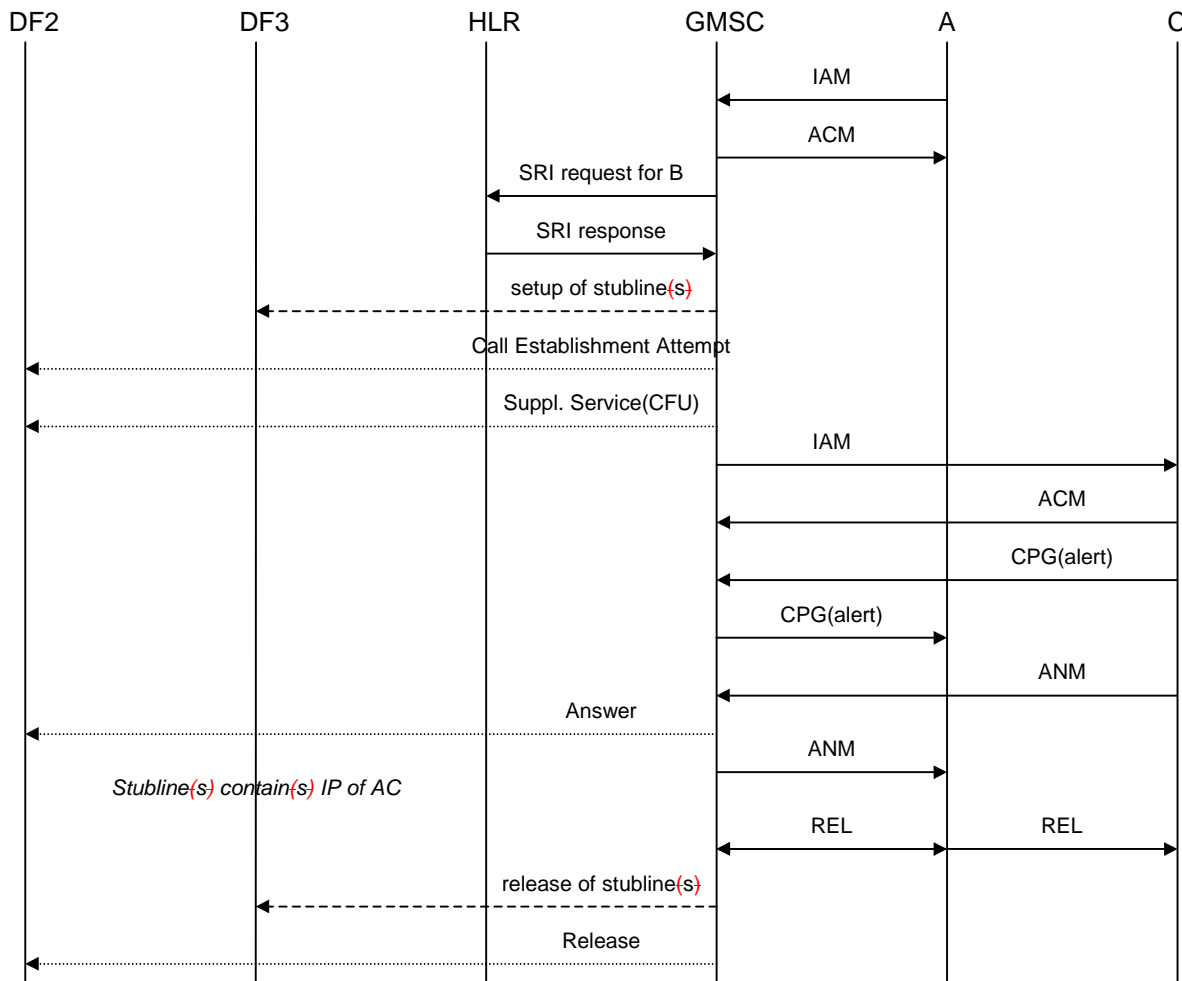 DF2 DF3 HLR GMSC A C
IAM
ACM
SRI request for B
SRI response
setup of stubline(s)
Call Establishment Attempt
Suppl. Service(CFU)
IAM
ACM
CPG(alert)
CPG(alert)
ANM
Answer
ANM
Stubline(s) contain(s) IP of AC
REL REL
release of stubline(s)
Release